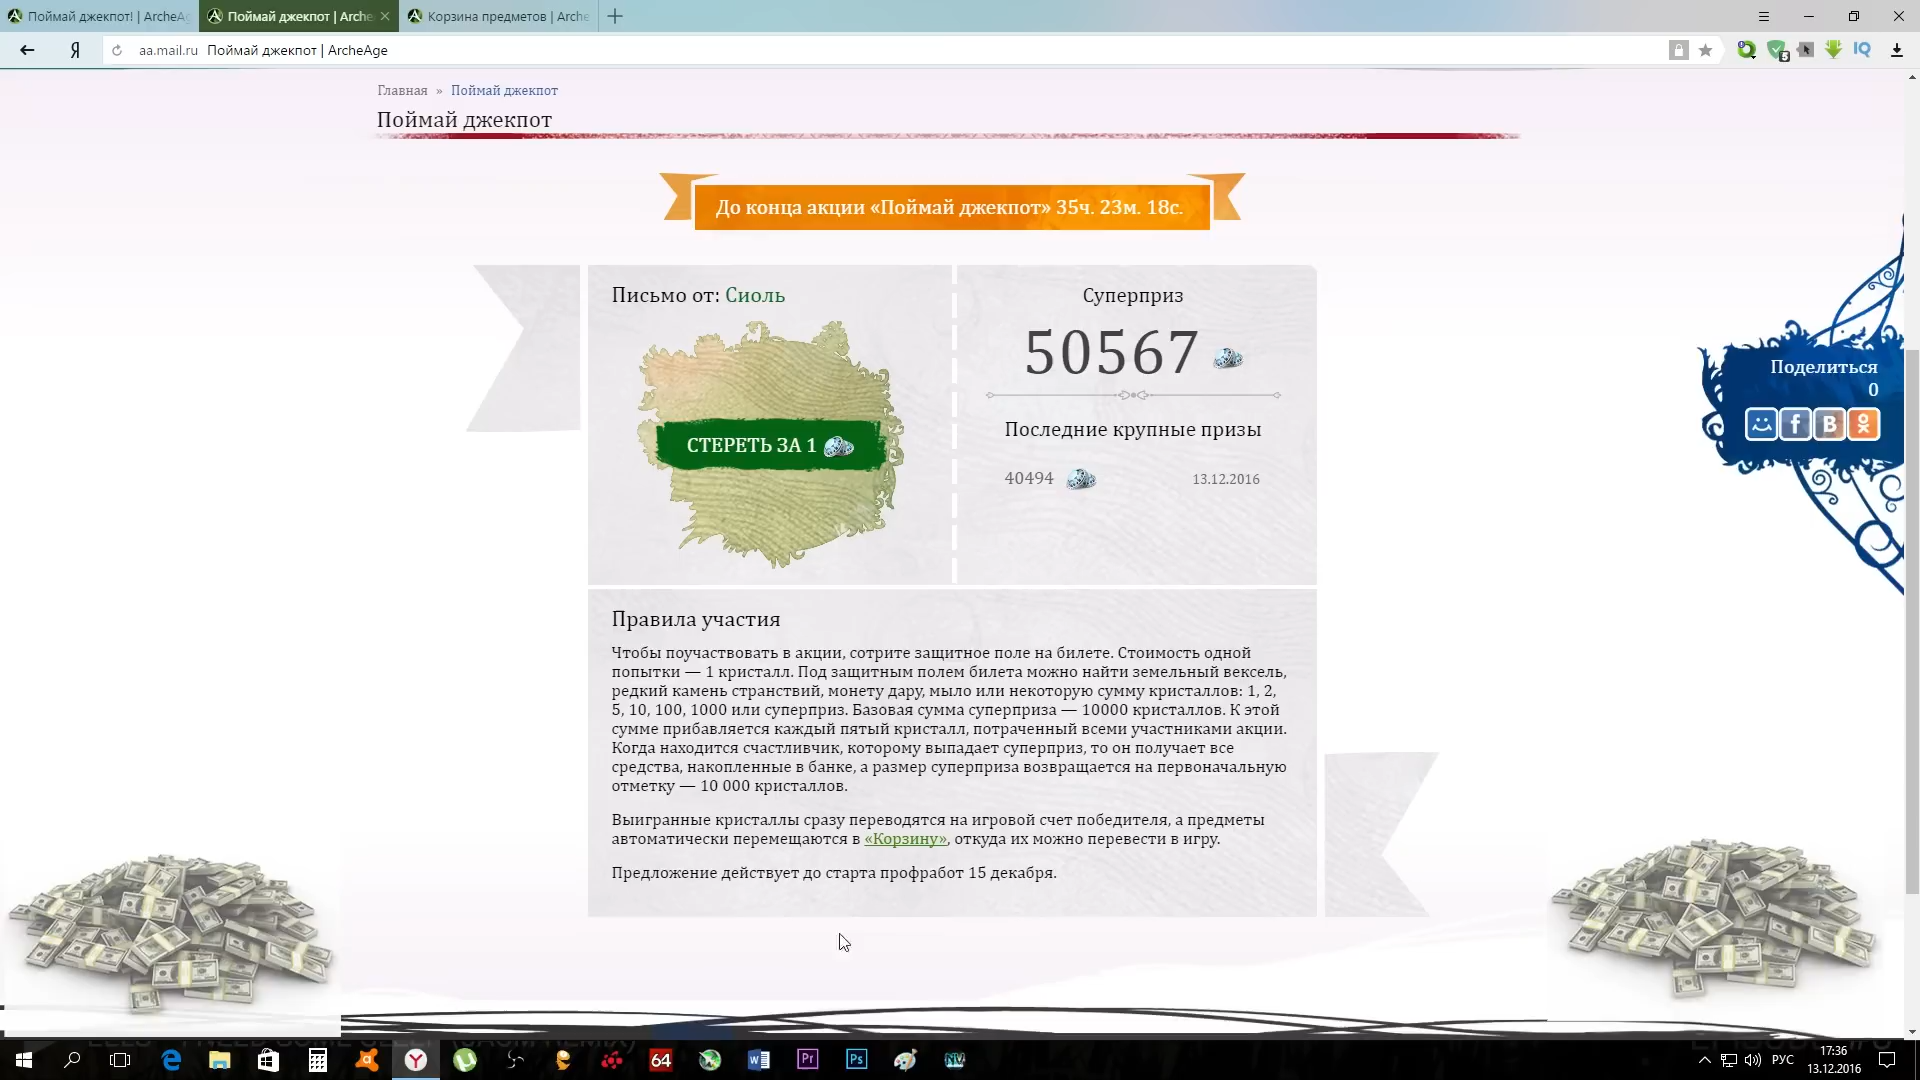 Поймай джекпот! | ArcheA
Поймай джекпот | Arche
Корзина предметов | Arche
aa.mail.ru Поймай джекпот | ArcheAge
Главная » Поймай джекпот
Поймай джекпот
До конца акции «Поймай джекпот» 35ч. 23м. 18с.
Письмо от: Сиоль
СТЕРЕТЬ ЗА 1
Суперприз
50567
Последние крупные призы
40494 13.12.2016
Поделиться
0
Правила участия
Чтобы поучаствовать в акции, сотрите защитное поле на билете. Стоимость одной
попытки — 1 кристалл. Под защитным полем билета можно найти земельный вексель,
редкий камень странствий, монету дару, мыло или некоторую сумму кристаллов: 1, 2,
5, 10, 100, 1000 или суперприз. Базовая сумма суперприза — 10000 кристаллов. К этой
сумме прибавляется каждый пятый кристалл, потраченный всеми участниками акции.
Когда находится счастливчик, которому выпадает суперприз, то он получает все
средства, накопленные в банке, а размер суперприза возвращается на первоначальную
отметку — 10 000 кристаллов.
Выигранные кристаллы сразу переводятся на игровой счет победителя, а предметы
автоматически перемещаются в «Корзину», откуда их можно перевести в игру.
Предложение действует до старта профработ 15 декабря.
64
Pr
Ps
РУС
17:36
13.12.2016